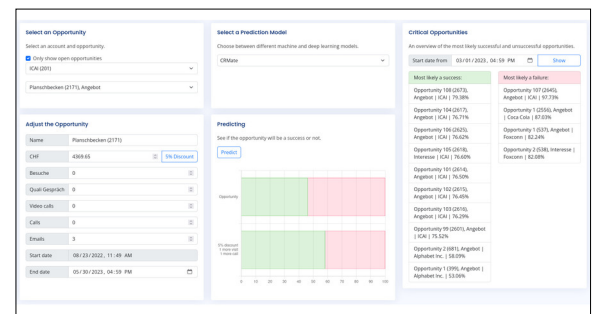 Select an Opportunity
Select an account and opportunity.
Only show open opportunities
ICAI (201)
Planschbecken (2171), Angebot
Select a Prediction Model
Choose between different machine and deep learning models.
CRMate
Critical Opportunities
An overview of the most likely successful and unsuccessful opportunities.
Start date from 03/01/2023, 04:59 PM Show
Most likely a success:
Opportunity 108 (2673),
Angebot | ICAI | 79.38%
Opportunity 104 (2617),
Angebot | ICAI | 76.71%
Opportunity 106 (2625),
Angebot | ICAI | 76.62%
Opportunity 105 (2618),
Interesse | ICAI | 76.60%
Opportunity 101 (2614),
Angebot | ICAI | 76.50%
Opportunity 102 (2615),
Angebot | ICAI | 76.45%
Opportunity 103 (2616),
Angebot | ICAI | 76.29%
Opportunity 99 (2601), Angebot
| ICAI | 75.52%
Opportunity 2 (681), Angebot |
Alphabet Inc. | 58.09%
Opportunity 1 (399), Angebot |
Alphabet Inc. | 53.06%
Most likely a failure:
Opportunity 107 (2645),
Angebot | ICAI | 97.73%
Opportunity 1 (2556), Angebot
| Coca Cola | 87.03%
Opportunity 1 (537), Angebot |
Foxconn | 82.24%
Opportunity 2 (538), Interesse |
Foxconn | 82.08%
Adjust the Opportunity
Name Planschbecken (2171)
CHF 4369.65 5% Discount
Besuche 0
Quali Gespräch 0
Video calls 0
Calls 0
Emails 3
Start date 08/23/2022, 11:49 AM
End date 05/30/2023, 04:59 PM
Predicting
See if the opportunity will be a success or not.
Predict
Opportunity
5% discount
1 more visit
1 more call
0 10 20 30 40 50 60 70 80 90 100